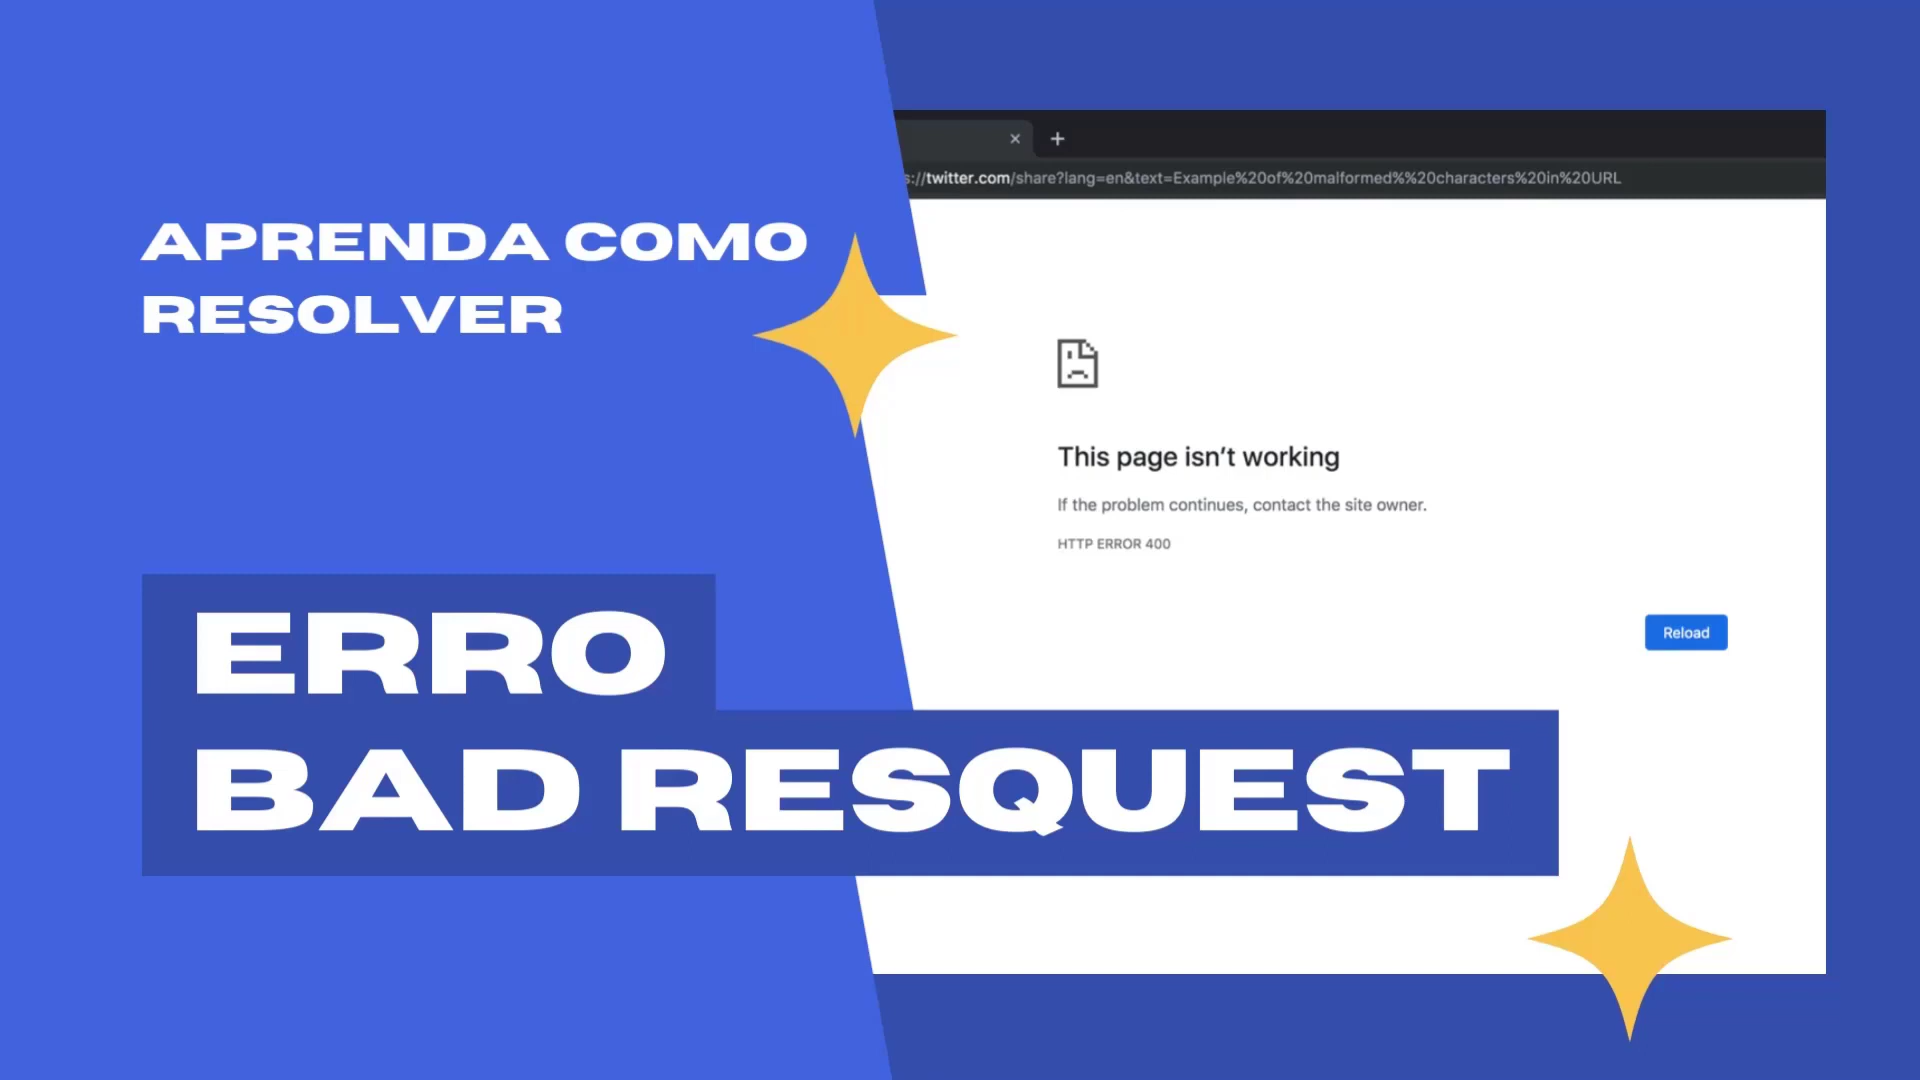 APRENDA COMO
RESOLVER
ERRO
BAD RESQUEST
s://twitter.com/share?lang=en&text=Example%20of%20malformed%%20characters%20in%20URL
This page isn’t working
If the problem continues, contact the site owner.
HTTP ERROR 400
Reload